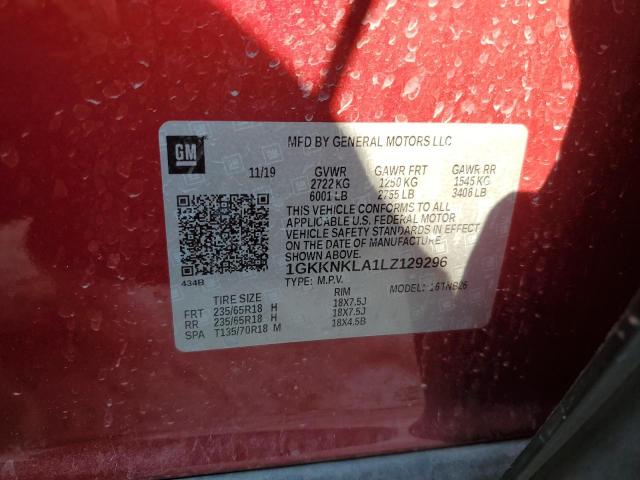 GM
MFD BY GENERAL MOTORS LLC
11/19 GVWR GAWR FRT GAWR RR
2722 KG 1250 KG 1545 KG
6001 LB 2755 LB 3406 LB
THIS VEHICLE CONFORMS TO ALL
APPLICABLE U.S. FEDERAL MOTOR
VEHICLE SAFETY STANDARDS IN EFFECT
ON THE DATE OF MANUFACTURE
SHOWN ABOVE.
1GKKNKLA1LZ129296
434B
TYPE: M.P.V. MODEL:
TIRE SIZE RIM
FRT 235/65R18 H 18X7.5J
RR 235/65R18 H 18X7.5J
SPA T135/70R18 M 18X4.5B